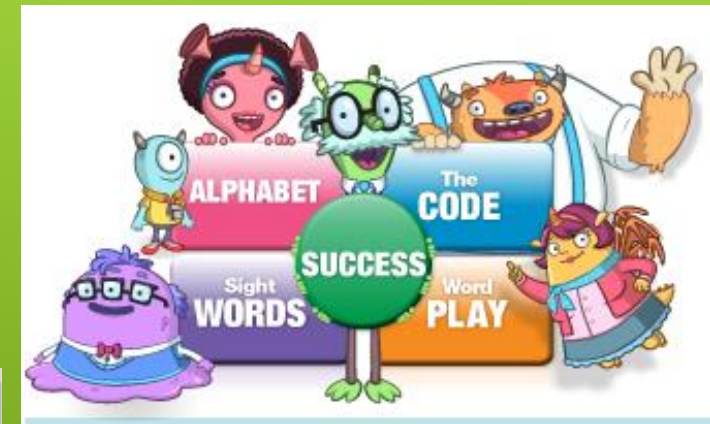 ALPHABET
The
CODE
SUCCESS
Sight
WORDS
Word
PLAY